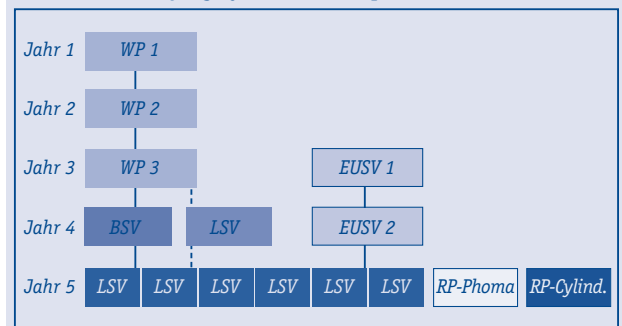 Jahr 1 WP 1
Jahr 2 WP 2
Jahr 3 WP 3 EUSV 1
Jahr 4 BSV LSV EUSV 2
Jahr 5 LSV LSV LSV LSV LSV LSV RP-Phoma RP-Cylind.